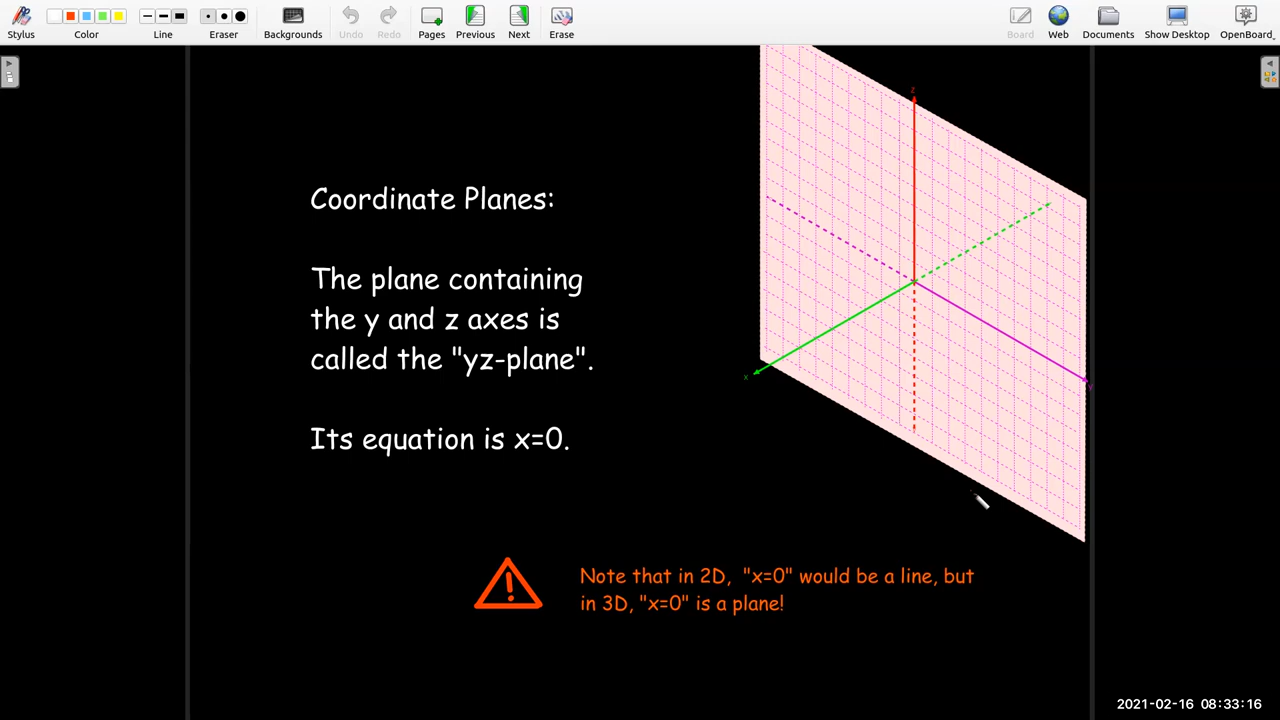 Stylus
Color
Line
Eraser
Backgrounds
Undo
Redo
Pages
Previous
Next
Erase
Board
Web
Documents
Show Desktop
OpenBoard
Coordinate Planes:
The plane containing
the y and z axes is
called the "yz-plane".
Its equation is x=0.
z
x
y
Note that in 2D, "x=0" would be a line, but
in 3D, "x=0" is a plane!
2021-02-16 08:33:16